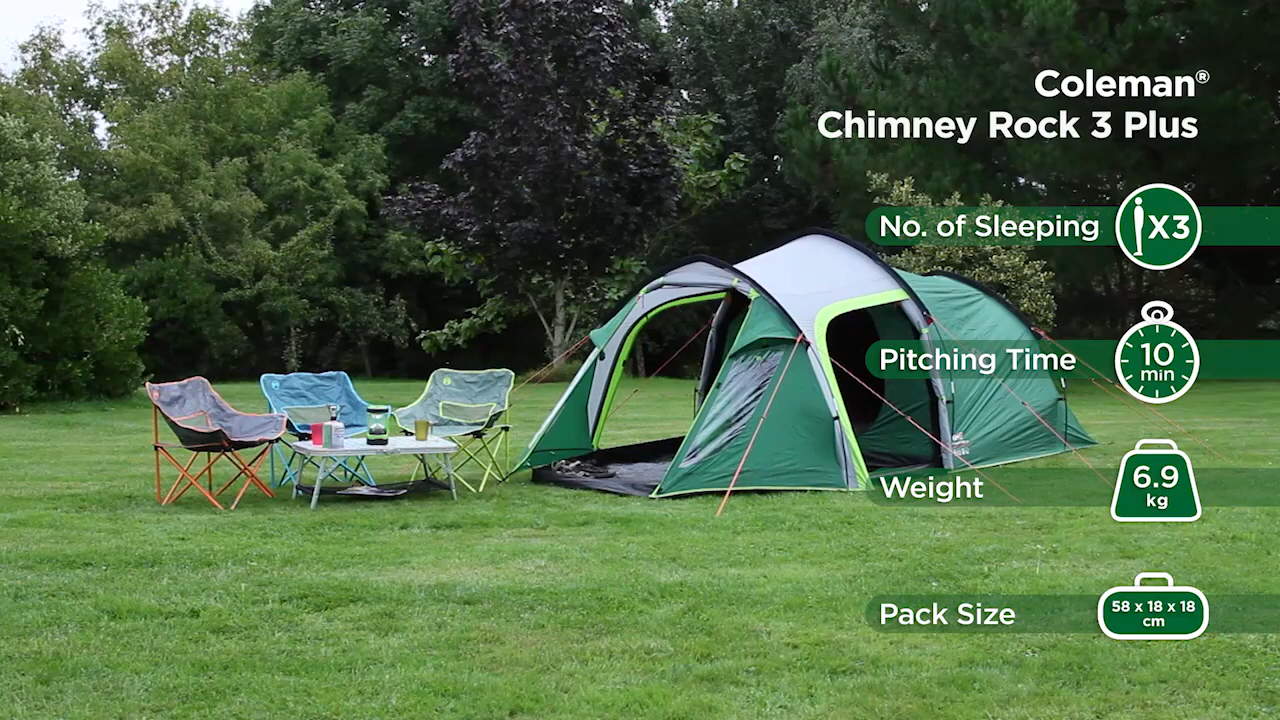 Coleman®
Chimney Rock 3 Plus
No. of Sleeping
X3
Pitching Time
10
min
Weight
6.9
kg
Pack Size
58 x 18 x 18
cm